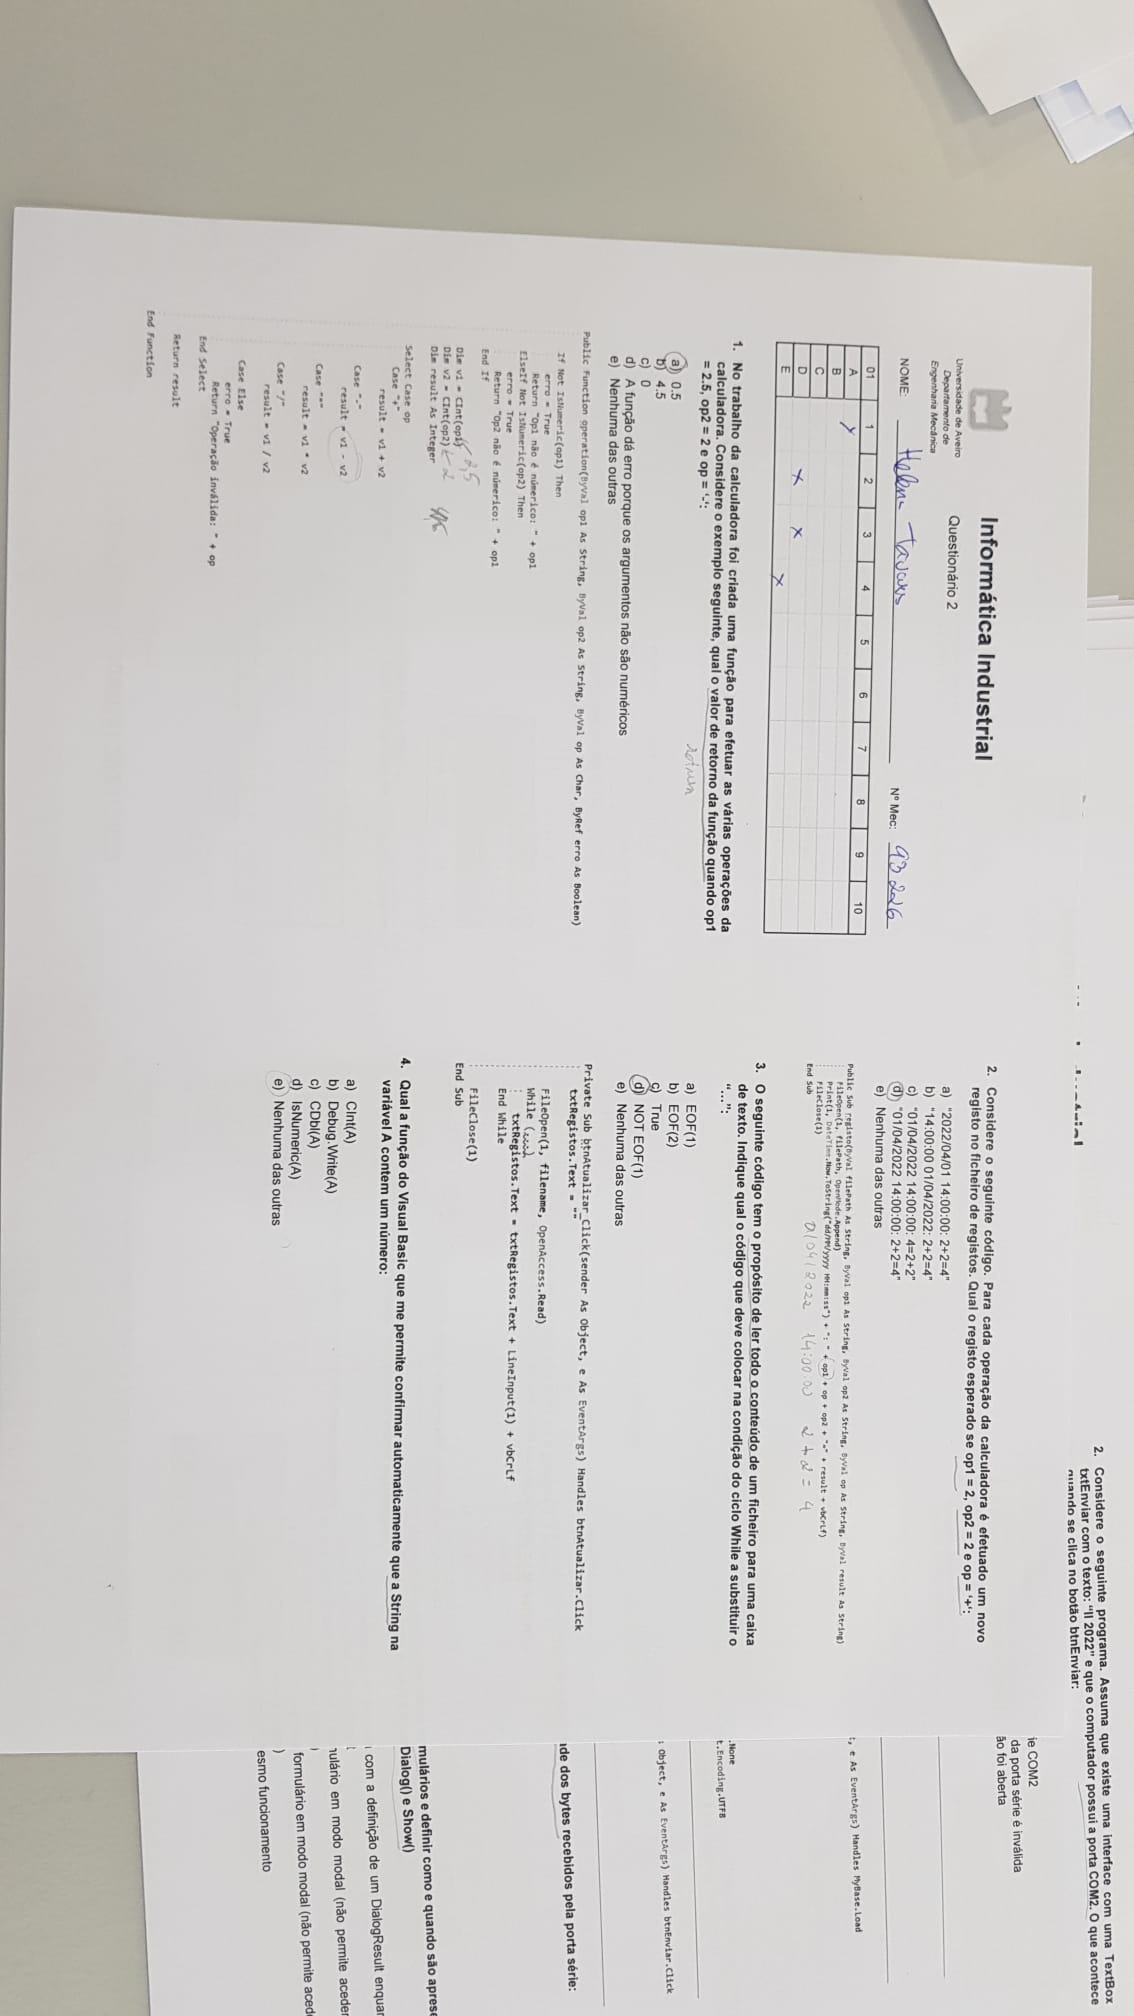 Informática Industrial
Questionário 2
Universidade de Aveiro
Departamento de
Engenharia Mecânica
NOME: Helena Tavares
Nº Mec: 93226
01 1 2 3 4 5 6 7 8 9 10
A x
B
C
D x x
E x
1. No trabalho da calculadora foi criada uma função para efetuar as várias operações da
calculadora. Considere o exemplo seguinte, qual o valor de retorno da função quando op1
= 2.5, op2 = 2 e op = '-':
return
a) 0.5
b) 4.5
c) 0
d) A função dá erro porque os argumentos não são numéricos
e) Nenhuma das outras
Public Function operation(ByVal op1 As String, ByVal op2 As String, ByVal op As Char, ByRef erro As Boolean)
If Not IsNumeric(op1) Then
erro = True
Return "Op1 não é númerico: " + op1
ElseIf Not IsNumeric(op2) Then
erro = True
Return "Op2 não é númerico: " + op1
End If
Dim v1 = CInt(op1) 2,5
Dim v2 = CInt(op2) 2
Dim result As Integer
Select Case op
Case "+"
result = v1 + v2
Case "-"
result = v1 - v2
Case "*"
result = v1 * v2
Case "/"
result = v1 / v2
Case Else
erro = True
Return "Operação inválida: " + op
End Select
Return result
End Function
2. Considere o seguinte código. Para cada operação da calculadora é efetuado um novo
registo no ficheiro de registos. Qual o registo esperado se op1 = 2, op2 = 2 e op = '+':
a) "2022/04/01 14:00:00: 2+2=4"
b) "14:00:00 01/04/2022: 2+2=4"
c) "01/04/2022 14:00:00: 4=2+2"
d) "01/04/2022 14:00:00: 2+2=4"
e) Nenhuma das outras
Public Sub registo(ByVal filePath As String, ByVal op1 As String, ByVal op2 As String, ByVal op As String, ByVal result As String)
FileOpen(1, filePath, OpenMode.Append)
Print(1, DateTime.Now.ToString("dd/MM/yyyy HH:mm:ss") + ": " + op1 + op + op2 + "=" + result + vbCrLf)
FileClose(1)
End Sub
01/04/2022 14:00:00 2+2=4
3. O seguinte código tem o propósito de ler todo o conteúdo de um ficheiro para uma caixa
de texto. Indique qual o código que deve colocar na condição do ciclo While a substituir o
"...":
a) EOF(1)
b) EOF(2)
c) True
d) NOT EOF(1)
e) Nenhuma das outras
Private Sub btnAtualizar_Click(sender As Object, e As EventArgs) Handles btnAtualizar.Click
txtRegistos.Text = ""
FileOpen(1, filename, OpenAccess.Read)
While (...)
txtRegistos.Text = txtRegistos.Text + LineInput(1) + vbCrLf
End While
FileClose(1)
End Sub
4. Qual a função do Visual Basic que me permite confirmar automaticamente que a String na
variável A contem um número:
a) CInt(A)
b) Debug.Write(A)
c) CDbl(A)
d) IsNumeric(A)
e) Nenhuma das outras
2. Considere o seguinte programa. Assuma que existe uma interface com uma TextBox
txtEnviar com o texto: "II 2022" e que o computador possui a porta COM2. O que acontece
quando se clica no botão btnEnviar:
ie COM2
da porta série é inválida
ão foi aberta
, e As EventArgs) Handles MyBase.Load
.None
t.Encoding.UTF8
Object, e As EventArgs) Handles btnEnviar.Click
de dos bytes recebidos pela porta série:
mulários e definir como e quando são aprese
Dialog() e Show()
com a definição de um DialogResult enquan
ulário em modo modal (não permite aceder
)
formulário em modo modal (não permite acede
)
esmo funcionamento